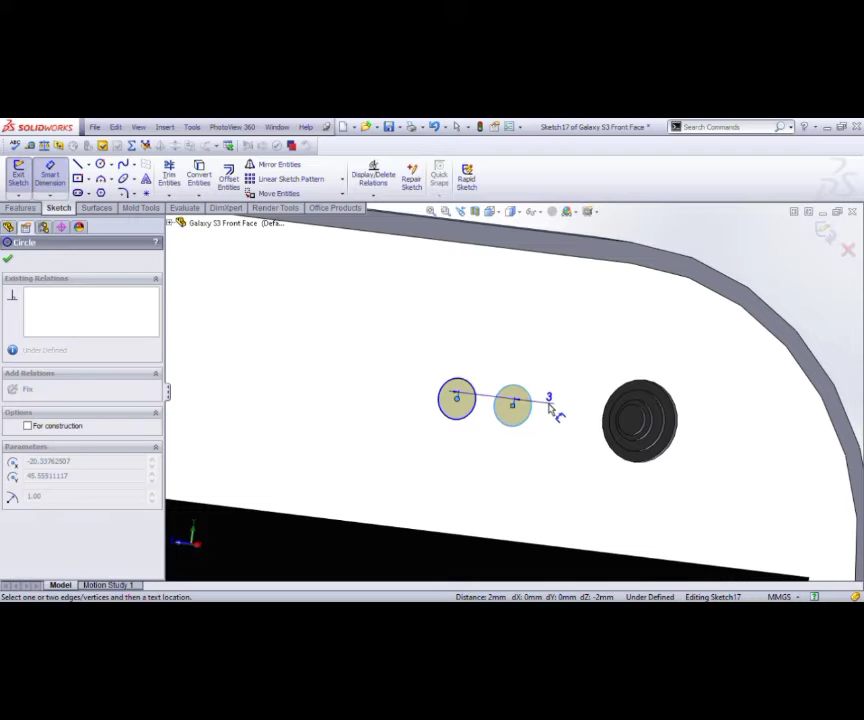 SOLIDWORKS File Edit View Insert Tools PhotoView 360 Window Help Sketch17 of Galaxy S3 Front Face * Search Commands
Exit Sketch
Smart Dimension
Trim Entities
Convert Entities
Offset Entities
Mirror Entities
Linear Sketch Pattern
Move Entities
Display/Delete Relations
Repair Sketch
Quick Snaps
Rapid Sketch
Features Sketch Surfaces Mold Tools Evaluate DimXpert Render Tools Office Products
Galaxy S3 Front Face (Defa...
Circle ?
Existing Relations
Under Defined
Add Relations
Fix
Options
For construction
Parameters
-20.33762507
45.55511117
1.00
3
Model Motion Study 1
Select one or two edges/vertices and then a text location. Distance: 2mm dX: 0mm dY: 0mm dZ: -2mm Under Defined Editing Sketch17 MMGS